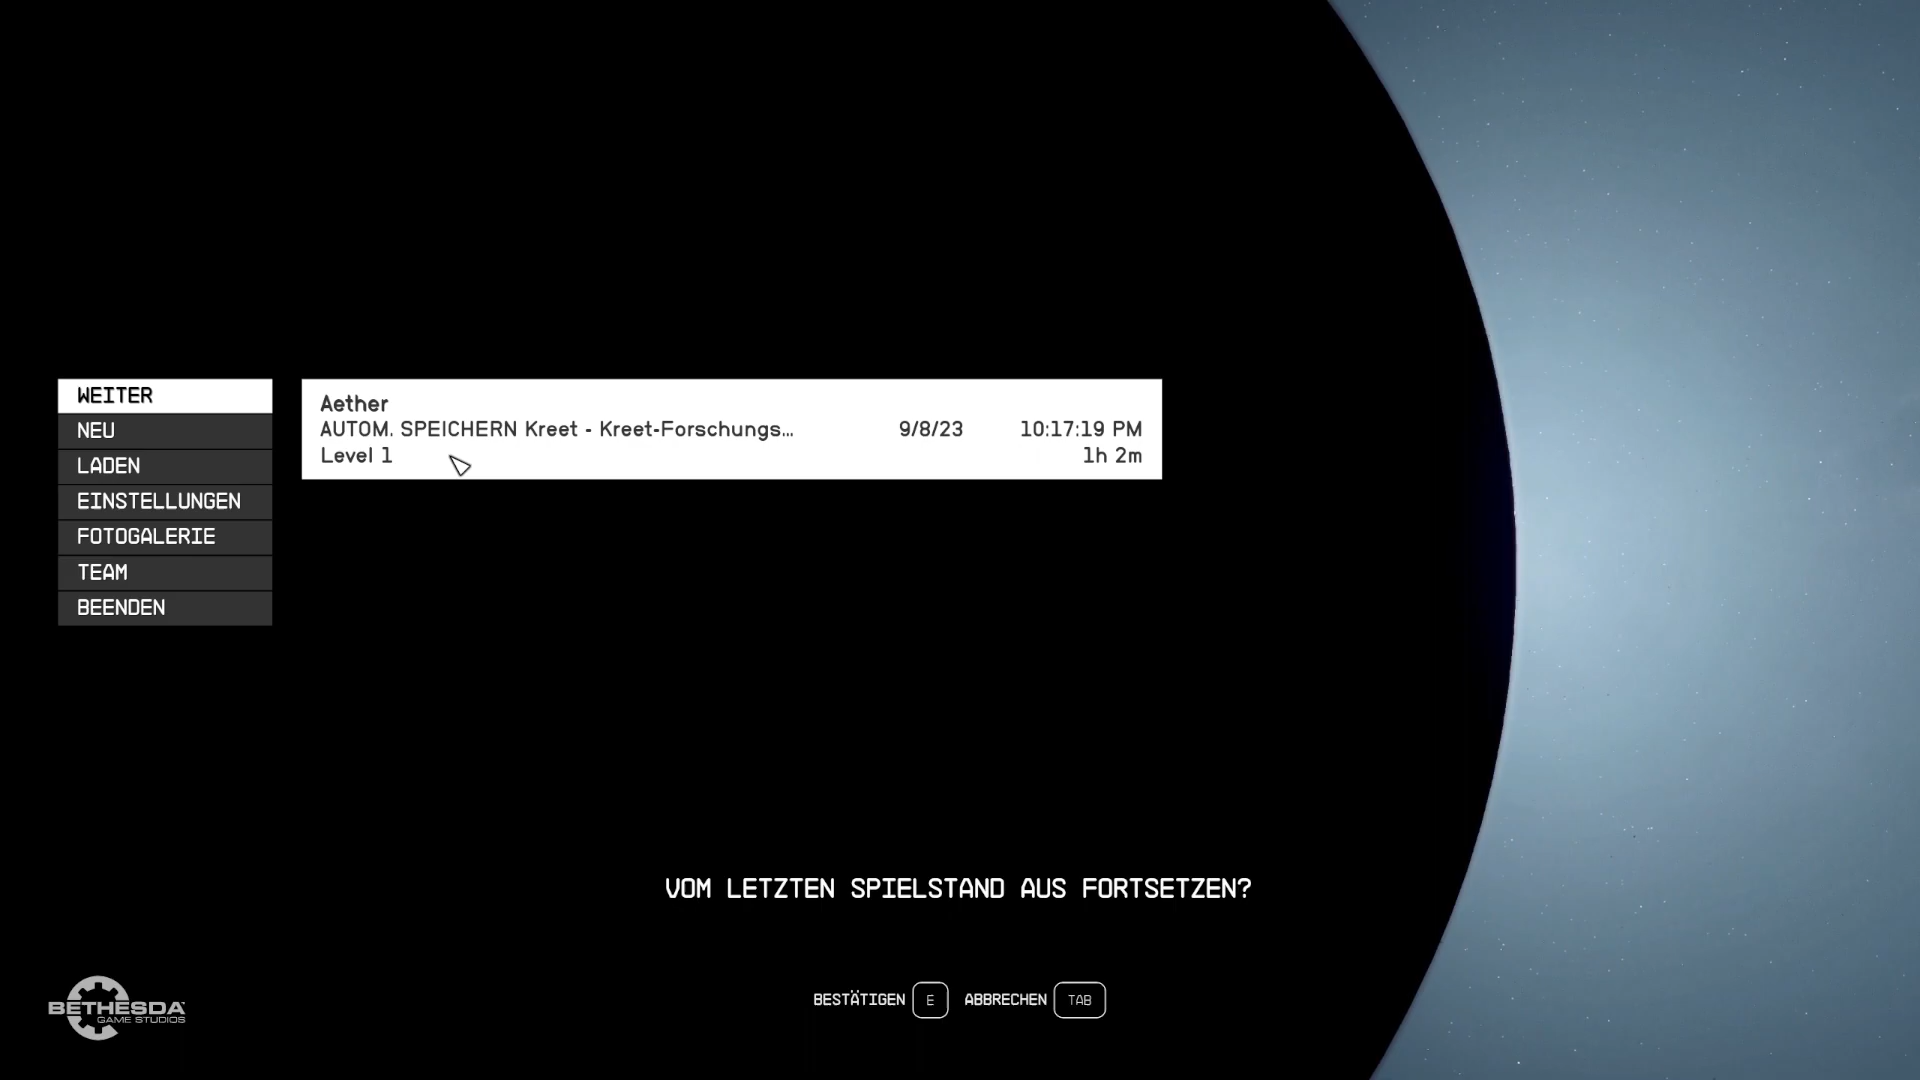 WEITER
NEU
LADEN
EINSTELLUNGEN
FOTOGALERIE
TEAM
BEENDEN
Aether
AUTOM. SPEICHERN Kreet - Kreet-Forschungs... 9/8/23 10:17:19 PM
Level 1 1h 2m
VOM LETZTEN SPIELSTAND AUS FORTSETZEN?
BESTÄTIGEN E ABBRECHEN TAB
BETHESDA
GAME STUDIOS